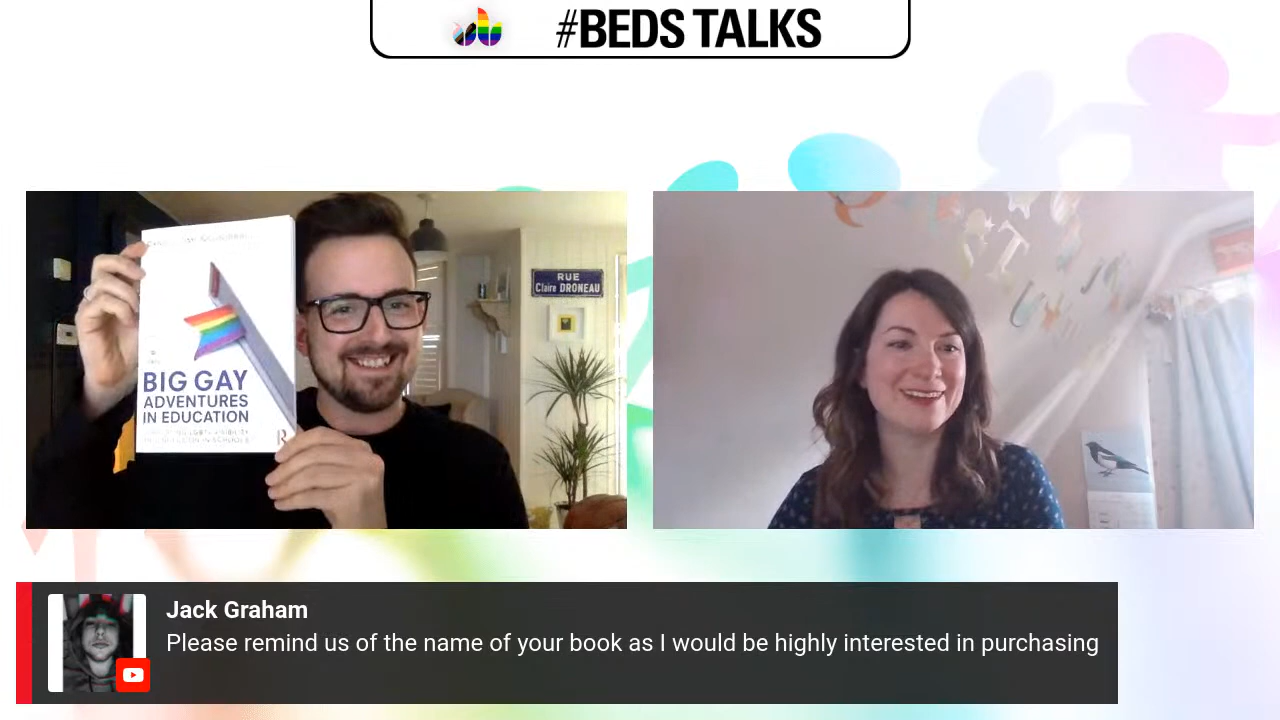 #BEDS TALKS
RUE
Claire DRONEAU
BIG GAY
ADVENTURES
IN EDUCATION
Jack Graham
Please remind us of the name of your book as I would be highly interested in purchasing